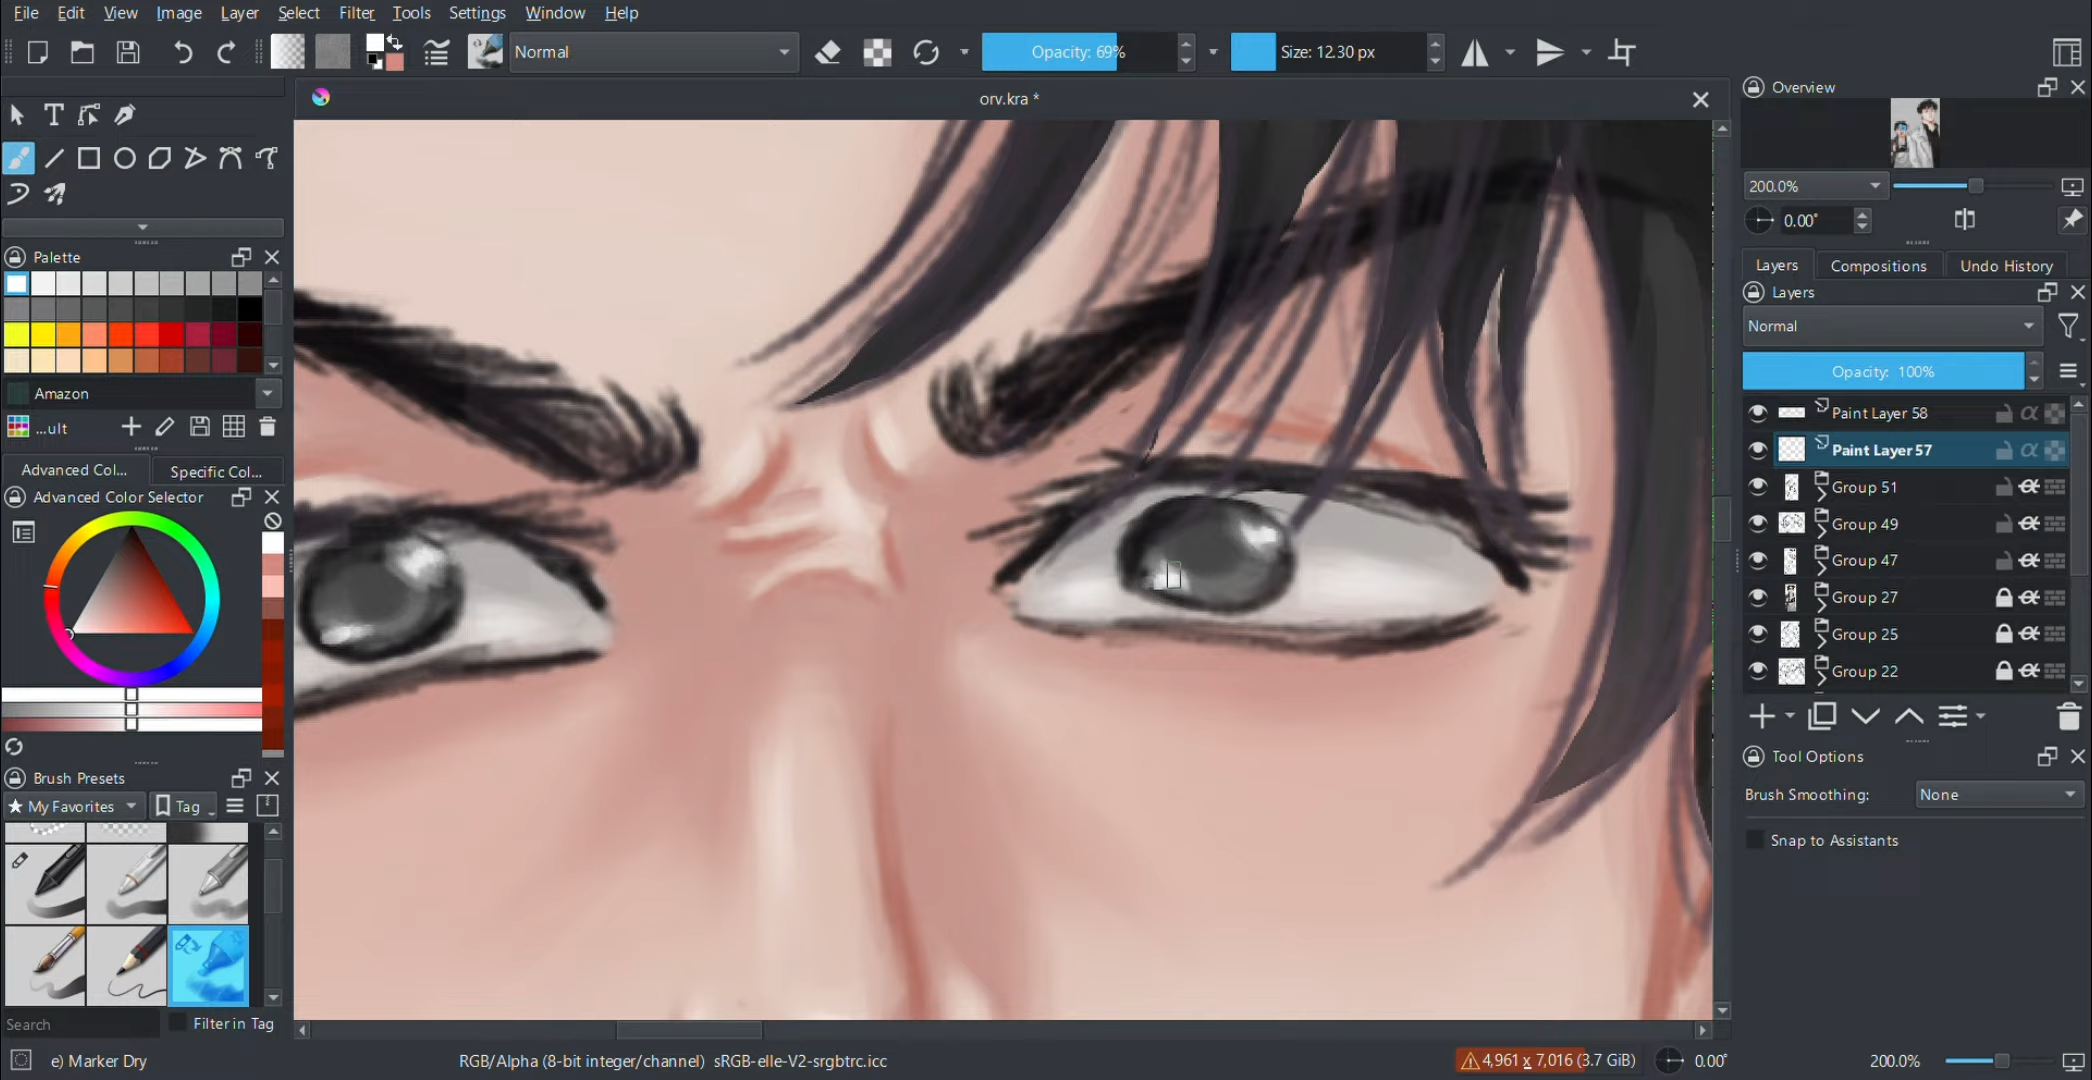 File Edit View Image Layer Select Filter Tools Settings Window Help
Normal Opacity: 69% Size: 12.30 px
orv.kra *
Palette
Amazon
...ult
Advanced Col... Specific Col...
Advanced Color Selector
Brush Presets
★ My Favorites Tag
Search Filter in Tag
e) Marker Dry RGB/Alpha (8-bit integer/channel) sRGB-elle-V2-srgbtrc.icc 4,961 x 7,016 (3.7 GiB) 0.00° 200.0%
Overview
200.0%
0.00°
Layers Compositions Undo History
Layers
Normal
Opacity: 100%
Paint Layer 58
Paint Layer 57
Group 51
Group 49
Group 47
Group 27
Group 25
Group 22
Tool Options
Brush Smoothing: None
Snap to Assistants